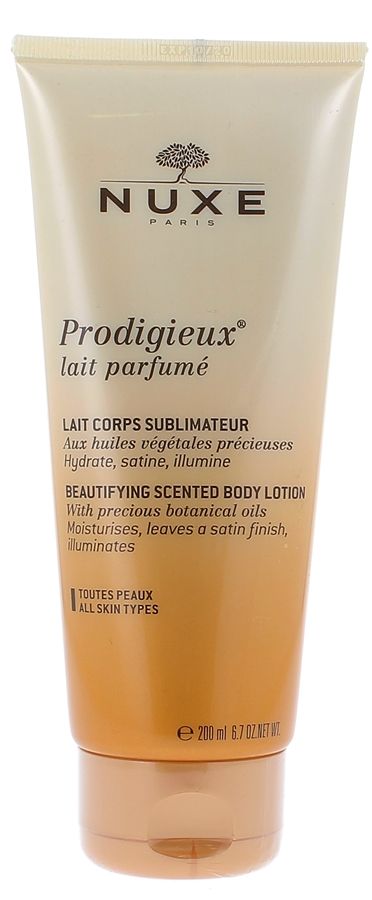 EXP10/20
NUXE
PARIS
Prodigieux®
lait parfumé
LAIT CORPS SUBLIMATEUR
Aux huiles végétales précieuses
Hydrate, satine, illumine
BEAUTIFYING SCENTED BODY LOTION
With precious botanical oils
Moisturises, leaves a satin finish,
illuminates
TOUTES PEAUX
ALL SKIN TYPES
℮ 200 ml 6.7 OZ.NET WT.